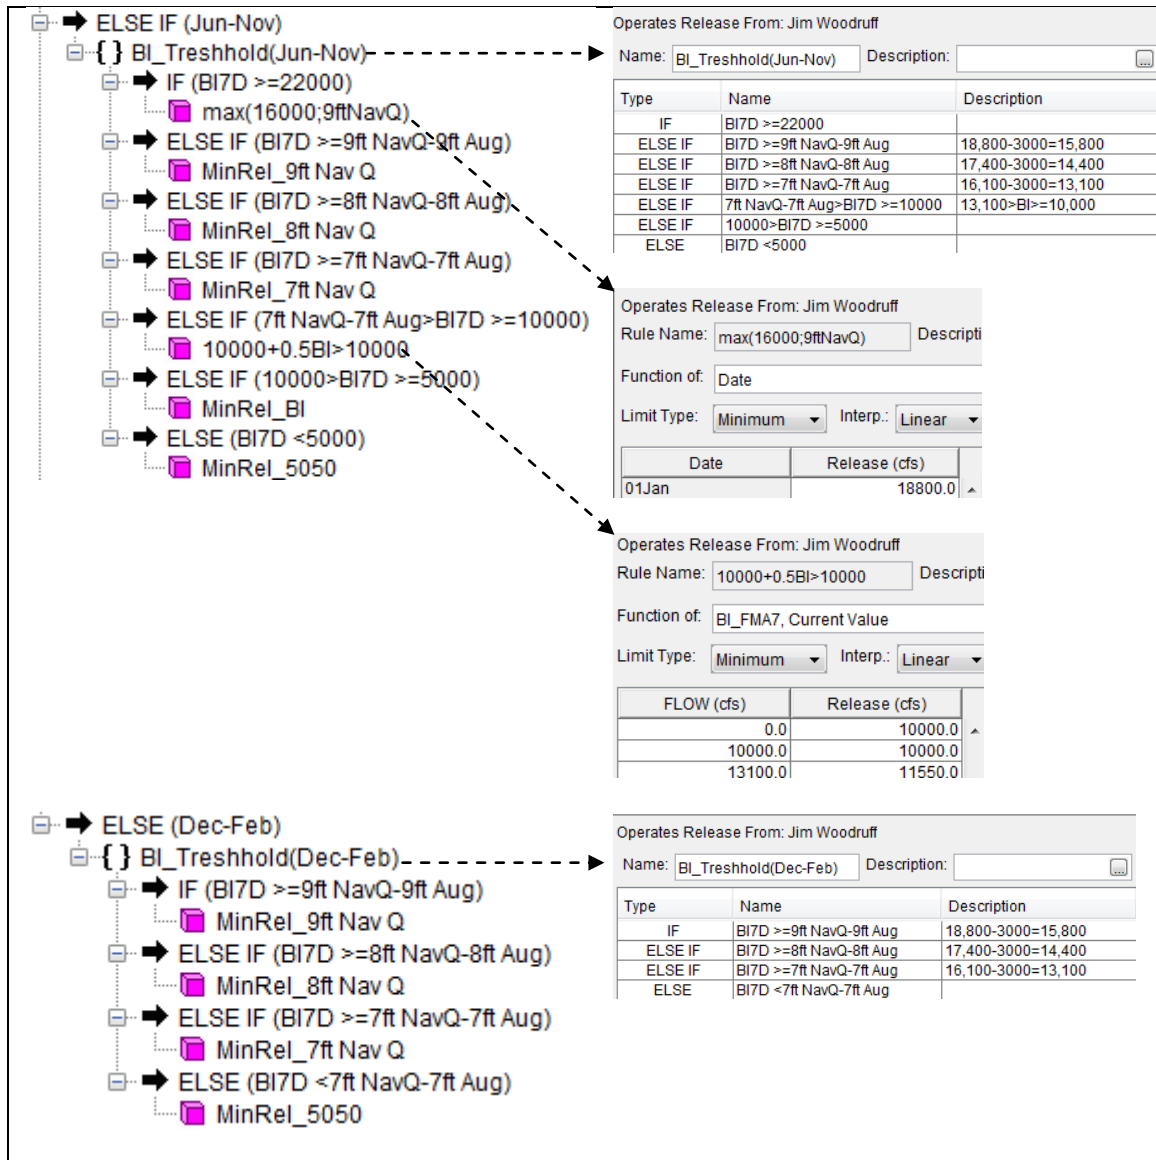 ELSE IF (Jun-Nov)
{ } BI_Treshhold(Jun-Nov)
IF (BI7D >=22000)
max(16000;9ftNavQ)
ELSE IF (BI7D >=9ft NavQ-9ft Aug)
MinRel_9ft Nav Q
ELSE IF (BI7D >=8ft NavQ-8ft Aug)
MinRel_8ft Nav Q
ELSE IF (BI7D >=7ft NavQ-7ft Aug)
MinRel_7ft Nav Q
ELSE IF (7ft NavQ-7ft Aug>BI7D >=10000)
10000+0.5BI>10000
ELSE IF (10000>BI7D >=5000)
MinRel_BI
ELSE (BI7D <5000)
MinRel_5050
Operates Release From: Jim Woodruff
Name: BI_Treshhold(Jun-Nov) Description: ...
Type Name Description
IF BI7D >=22000
ELSE IF BI7D >=9ft NavQ-9ft Aug 18,800-3000=15,800
ELSE IF BI7D >=8ft NavQ-8ft Aug 17,400-3000=14,400
ELSE IF BI7D >=7ft NavQ-7ft Aug 16,100-3000=13,100
ELSE IF 7ft NavQ-7ft Aug>BI7D >=10000 13,100>BI>=10,000
ELSE IF 10000>BI7D >=5000
ELSE BI7D <5000
Operates Release From: Jim Woodruff
Rule Name: max(16000;9ftNavQ) Descripti
Function of: Date
Limit Type: Minimum Interp.: Linear
Date Release (cfs)
01Jan 18800.0
Operates Release From: Jim Woodruff
Rule Name: 10000+0.5BI>10000 Descripti
Function of: BI_FMA7, Current Value
Limit Type: Minimum Interp.: Linear
FLOW (cfs) Release (cfs)
0.0 10000.0
10000.0 10000.0
13100.0 11550.0
ELSE (Dec-Feb)
{ } BI_Treshhold(Dec-Feb)
IF (BI7D >=9ft NavQ-9ft Aug)
MinRel_9ft Nav Q
ELSE IF (BI7D >=8ft NavQ-8ft Aug)
MinRel_8ft Nav Q
ELSE IF (BI7D >=7ft NavQ-7ft Aug)
MinRel_7ft Nav Q
ELSE (BI7D <7ft NavQ-7ft Aug)
MinRel_5050
Operates Release From: Jim Woodruff
Name: BI_Treshhold(Dec-Feb) Description: ...
Type Name Description
IF BI7D >=9ft NavQ-9ft Aug 18,800-3000=15,800
ELSE IF BI7D >=8ft NavQ-8ft Aug 17,400-3000=14,400
ELSE IF BI7D >=7ft NavQ-7ft Aug 16,100-3000=13,100
ELSE BI7D <7ft NavQ-7ft Aug